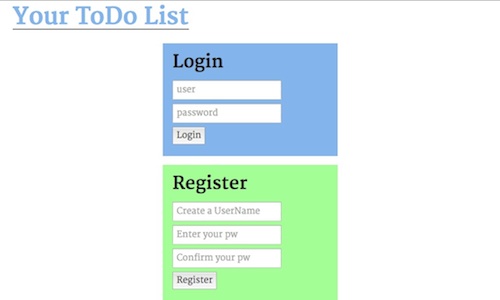 Your ToDo List
Login
user
password
Login
Register
Create a UserName
Enter your pw
Confirm your pw
Register